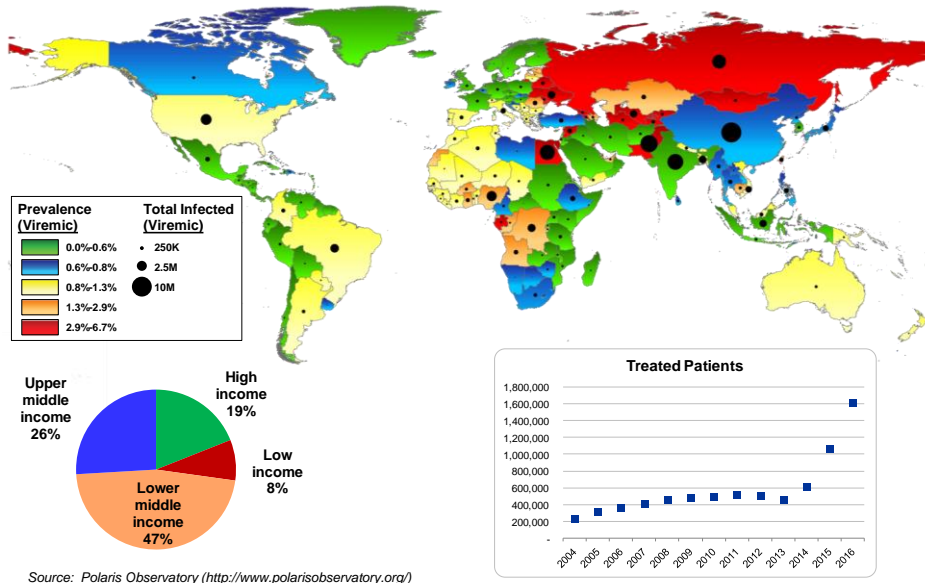 Prevalence
(Viremic)
Total Infected
(Viremic)
0.0%-0.6%
0.6%-0.8%
0.8%-1.3%
1.3%-2.9%
2.9%-6.7%
250K
2.5M
10M
Upper
middle
income
26%
High
income
19%
Low
income
8%
Lower
middle
income
47%
Treated Patients
1,800,000
1,600,000
1,400,000
1,200,000
1,000,000
800,000
600,000
400,000
200,000
-
2004
2005
2006
2007
2008
2009
2010
2011
2012
2013
2014
2015
2016
Source: Polaris Observatory (http://www.polarisobservatory.org/)